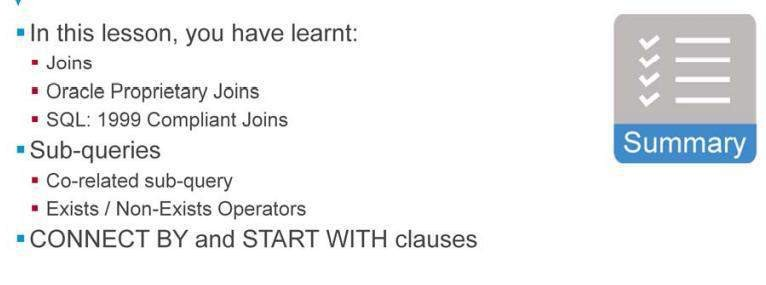 In this lesson, you have learnt:
Joins
Oracle Proprietary Joins
SQL: 1999 Compliant Joins
Sub-queries
Co-related sub-query
Exists / Non-Exists Operators
CONNECT BY and START WITH clauses
Summary